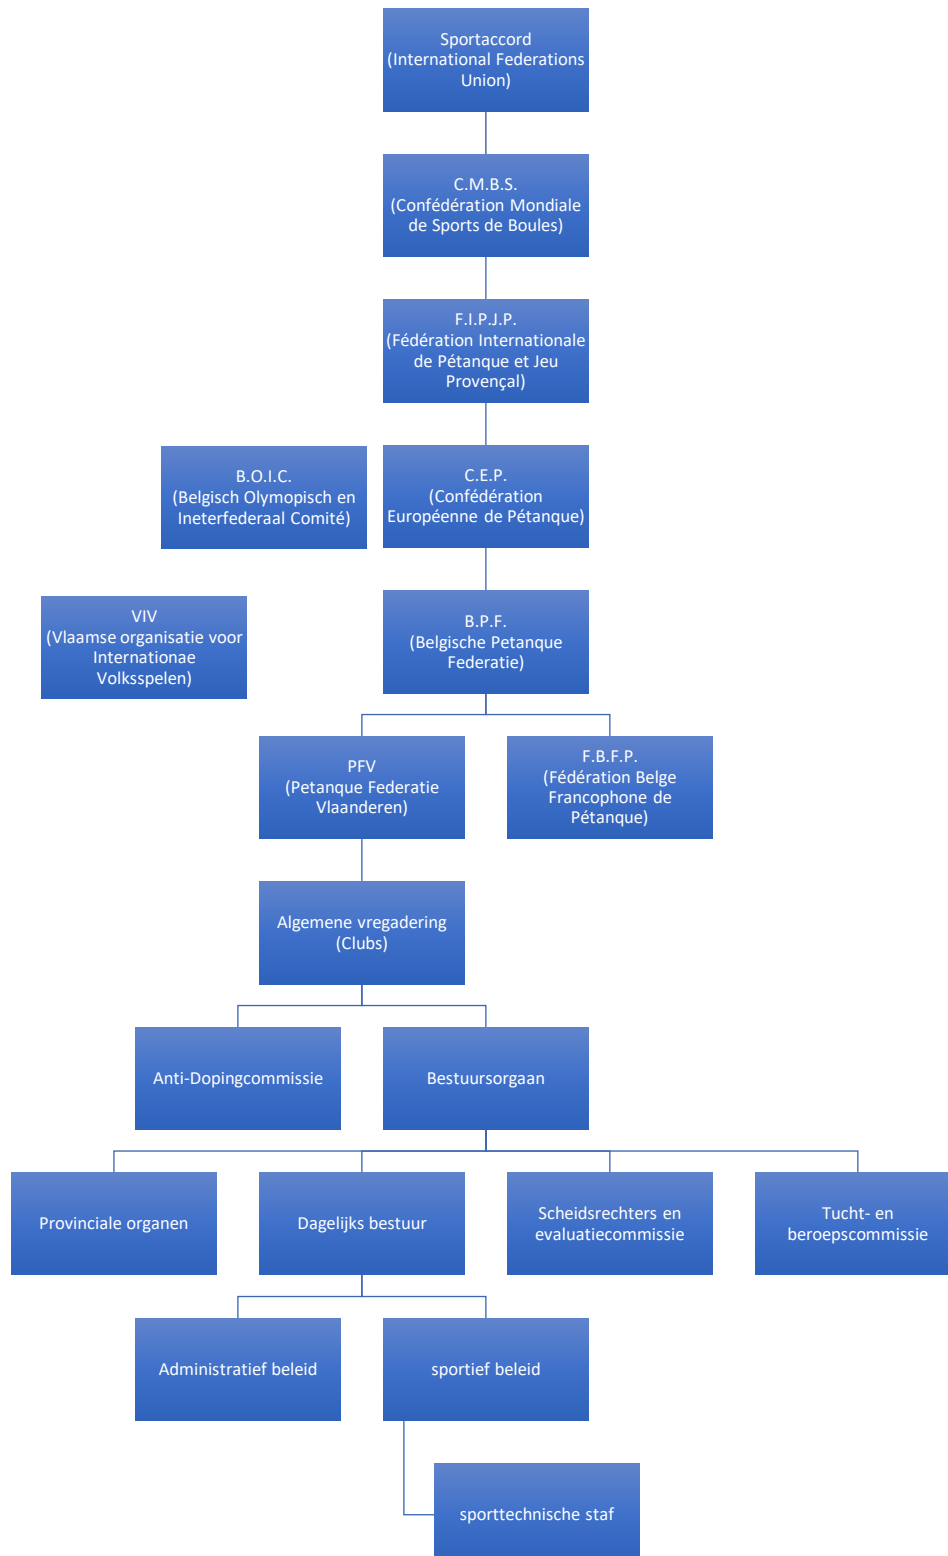 Sportaccord
(International Federations
Union)
C.M.B.S.
(Confédération Mondiale
de Sports de Boules)
F.I.P.J.P.
(Fédération Internationale
de Pétanque et Jeu
Provençal)
B.O.I.C.
(Belgisch Olymopisch en
Ineterfederaal Comité)
C.E.P.
(Confédération
Européenne de Pétanque)
VIV
(Vlaamse organisatie voor
Internationae
Volksspelen)
B.P.F.
(Belgische Petanque
Federatie)
PFV
(Petanque Federatie
Vlaanderen)
F.B.F.P.
(Fédération Belge
Francophone de
Pétanque)
Algemene vregadering
(Clubs)
Anti-Dopingcommissie
Bestuursorgaan
Provinciale organen
Dagelijks bestuur
Scheidsrechters en
evaluatiecommissie
Tucht- en
beroepscommissie
Administratief beleid
sportief beleid
sporttechnische staf